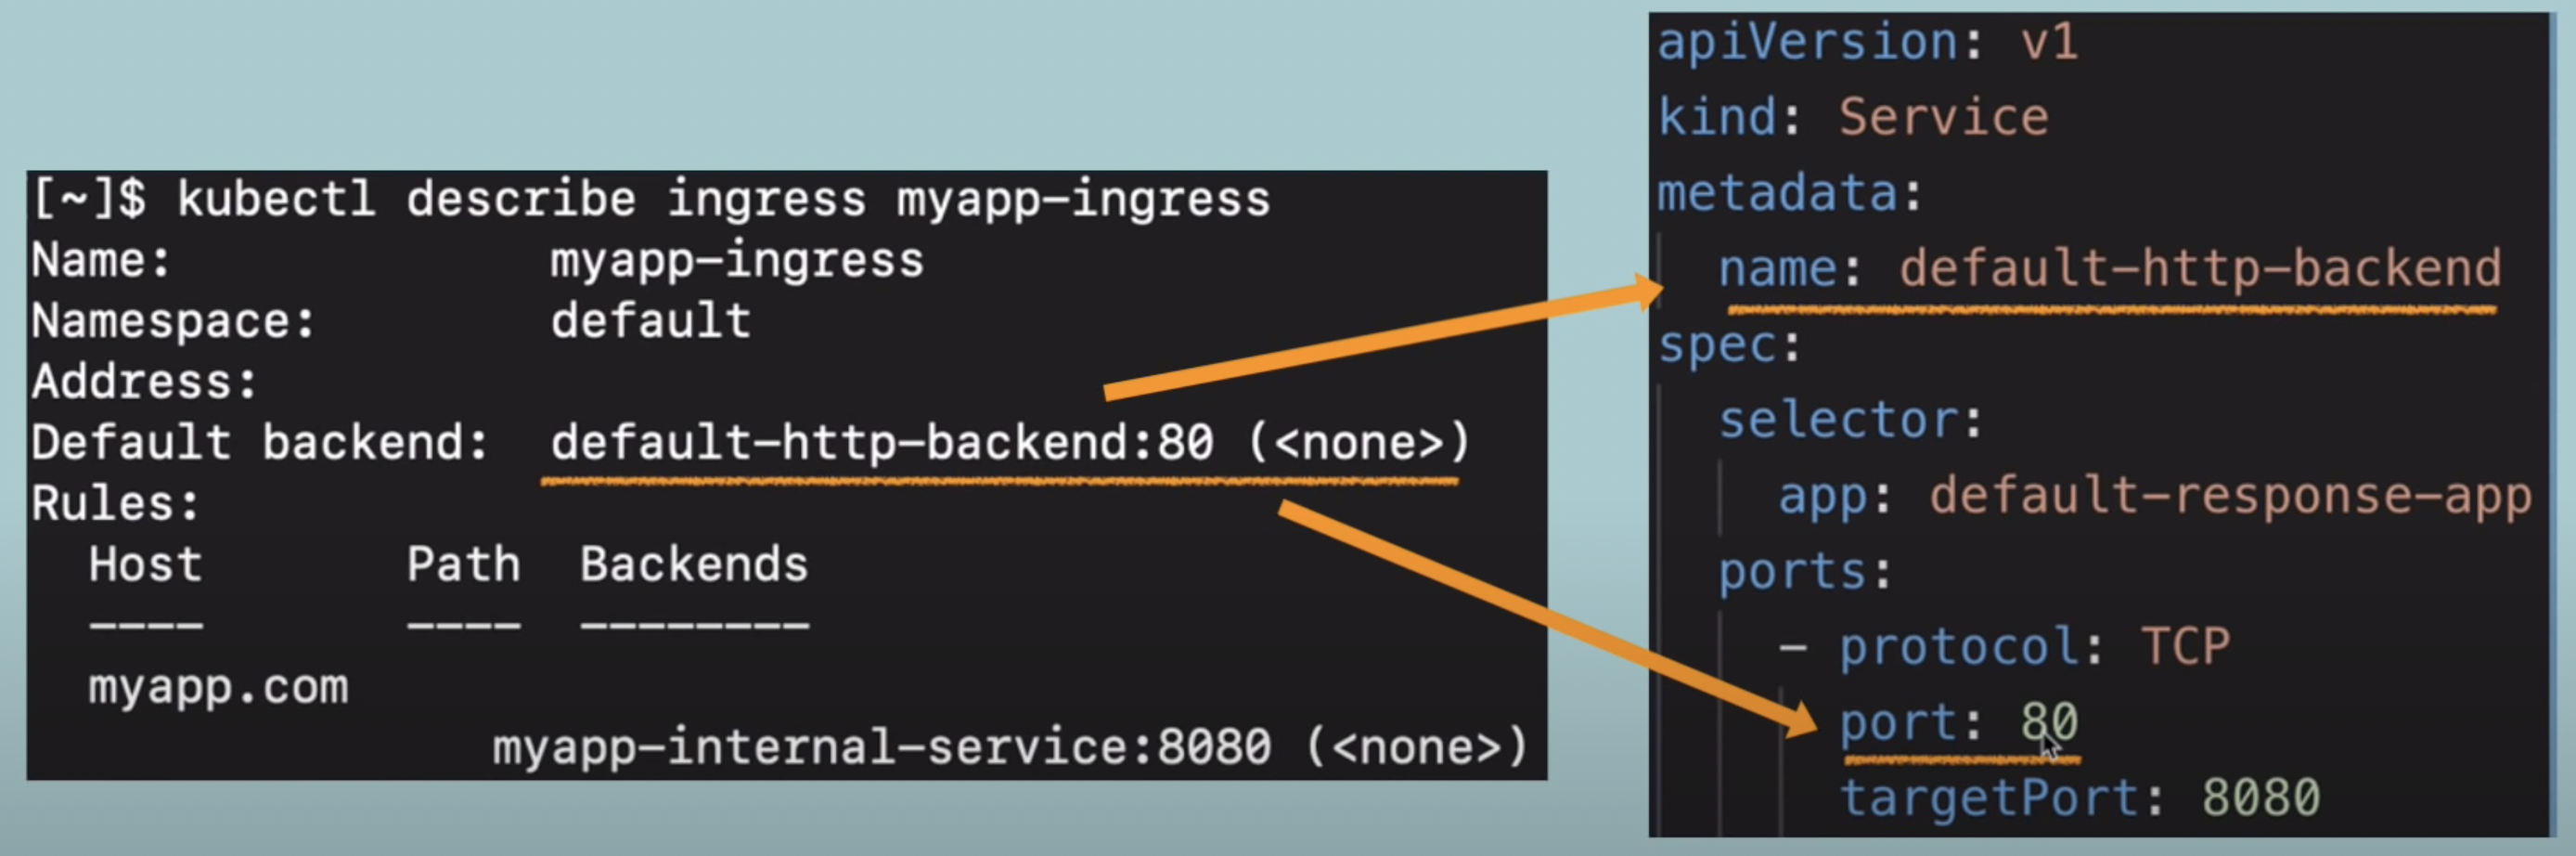 [~]$ kubectl describe ingress myapp-ingress
Name: myapp-ingress
Namespace: default
Address:
Default backend: default-http-backend:80 (<none>)
Rules:
Host Path Backends
---- ---- --------
myapp.com
myapp-internal-service:8080 (<none>)
apiVersion: v1
kind: Service
metadata:
name: default-http-backend
spec:
selector:
app: default-response-app
ports:
- protocol: TCP
port: 80
targetPort: 8080